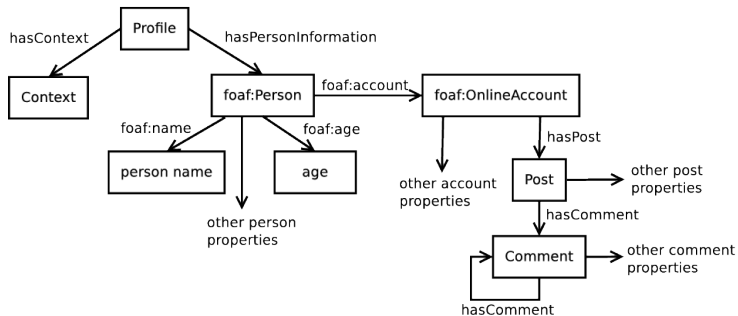 Profile
hasContext
hasPersonInformation
Context
foaf:Person
foaf:account
foaf:OnlineAccount
foaf:name
foaf:age
hasPost
person name
age
other account
properties
Post
other post
properties
other person
properties
hasComment
Comment
other comment
properties
hasComment